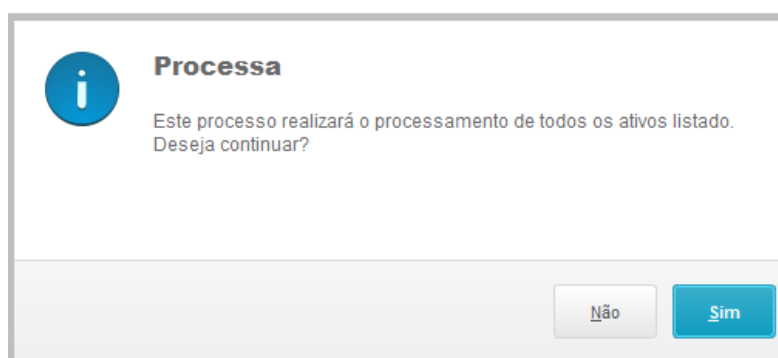 Processa
Este processo realizará o processamento de todos os ativos listado.
Deseja continuar?
Não
Sim